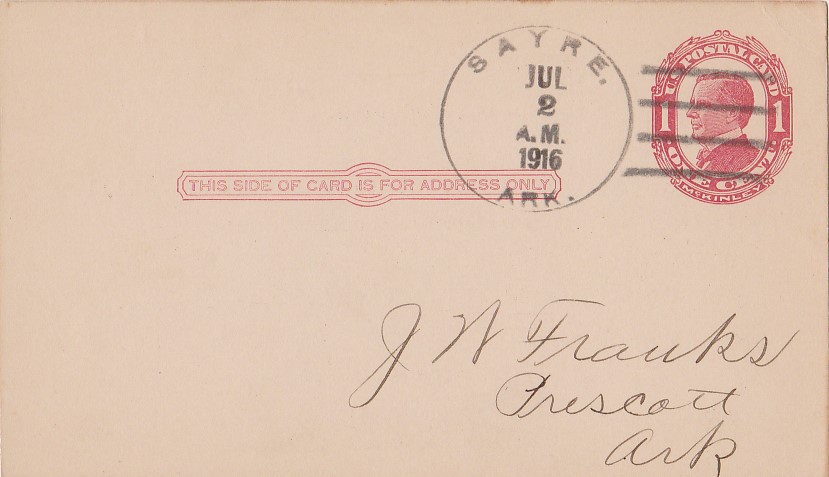 SAYRE,
JUL
2
A.M.
1916
ARK.
U.S. POSTAL CARD
1 1
ONE CENT
McKINLEY
THIS SIDE OF CARD IS FOR ADDRESS ONLY
J W Franks
Prescott
Ark